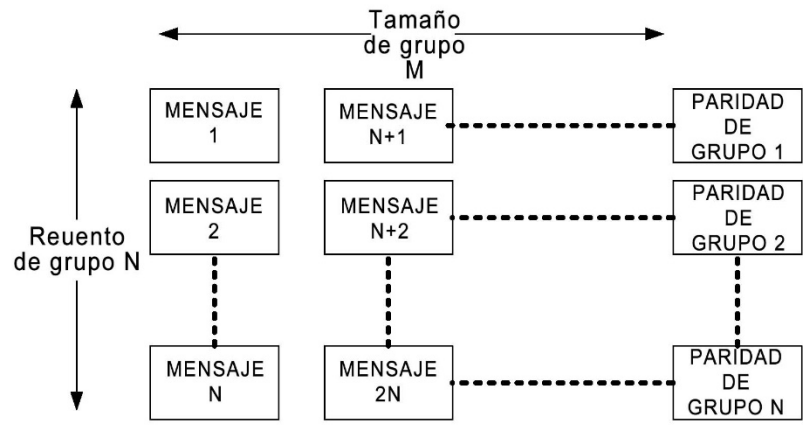 Tamaño
de grupo
M
MENSAJE
1
MENSAJE
N+1
PARIDAD
DE
GRUPO 1
MENSAJE
2
MENSAJE
N+2
PARIDAD
DE
GRUPO 2
Reuento
de grupo N
MENSAJE
N
MENSAJE
2N
PARIDAD
DE
GRUPO N